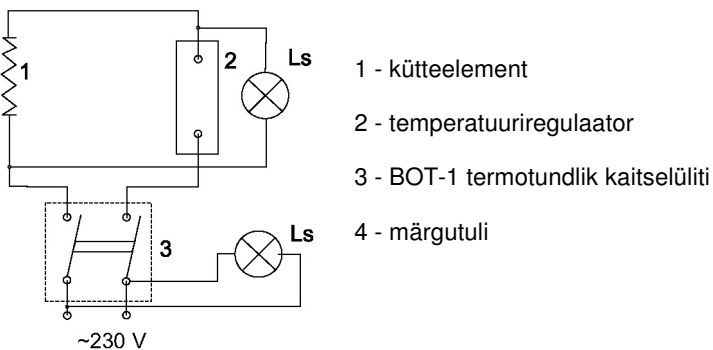 1
2
Ls
3
Ls
~230 V
1 - kütteelement
2 - temperatuuriregulaator
3 - BOT-1 termotundlik kaitselüliti
4 - märgutuli